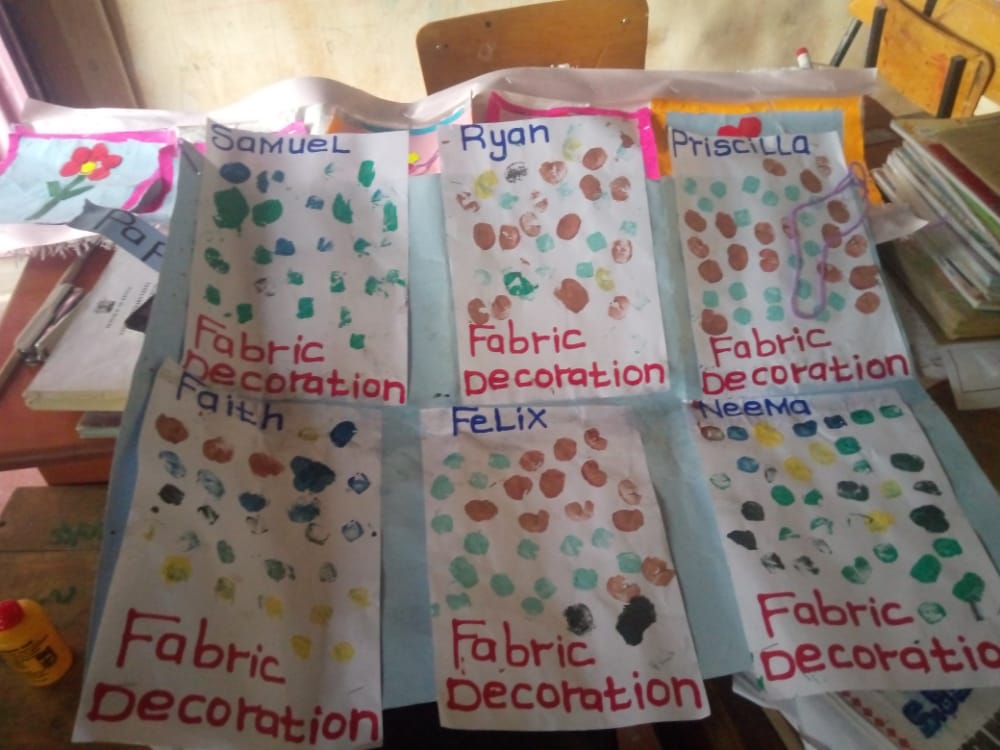 Samuel
Fabric
Decoration
Ryan
Fabric
Decoration
Priscilla
Fabric
Decoration
Faith
Fabric
Decoration
Felix
Fabric
Decoration
Neema
Fabric
Decoration